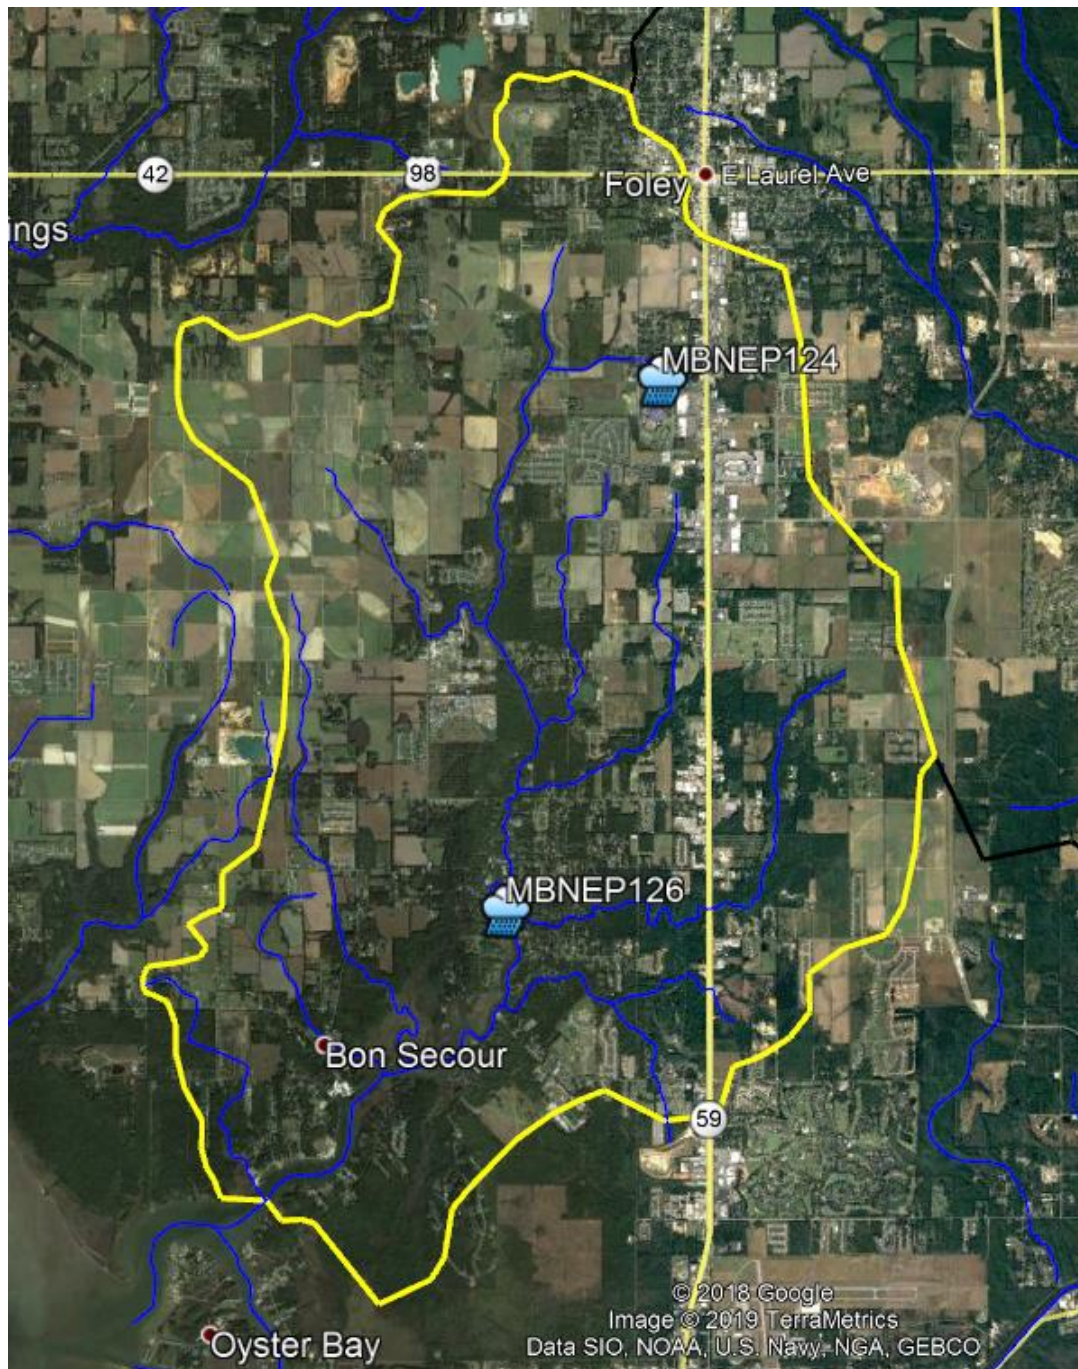 42
98
Foley
E Laurel Ave
ings
MBNEP124
MBNEP126
Bon Secour
59
© 2018 Google
Image © 2019 TerraMetrics
Data SIO, NOAA, U.S. Navy, NGA, GEBCO
Oyster Bay